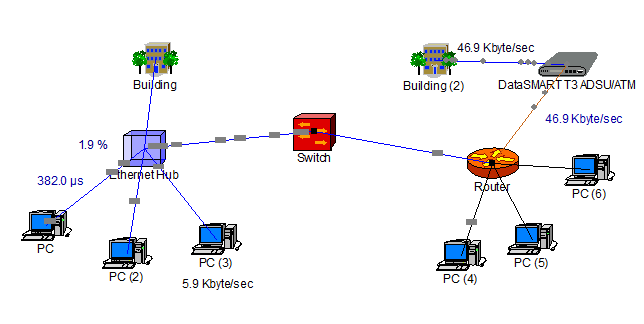 46.9 Kbyte/sec
Building
Building (2)
DataSMART T3 ADSU/ATM
46.9 Kbyte/sec
1.9 %
Switch
Ethernet Hub
382.0 µs
Router
PC (6)
PC
PC (2)
PC (3)
PC (4)
PC (5)
5.9 Kbyte/sec